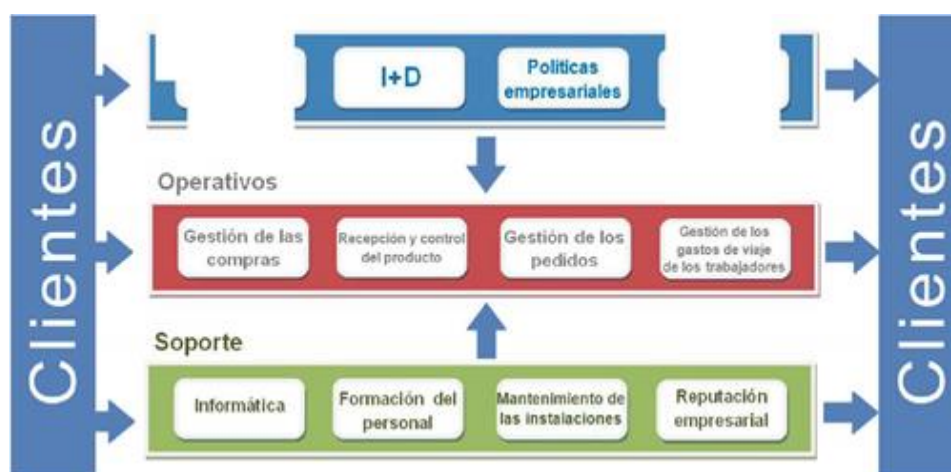 Clientes
I+D
Políticas
empresariales
Operativos
Gestión de las
compras
Recepción y control
del producto
Gestión de los
pedidos
Gestión de los
gastos de viaje
de los trabajadores
Soporte
Informática
Formación del
personal
Mantenimiento de
las instalaciones
Reputación
empresarial
Clientes